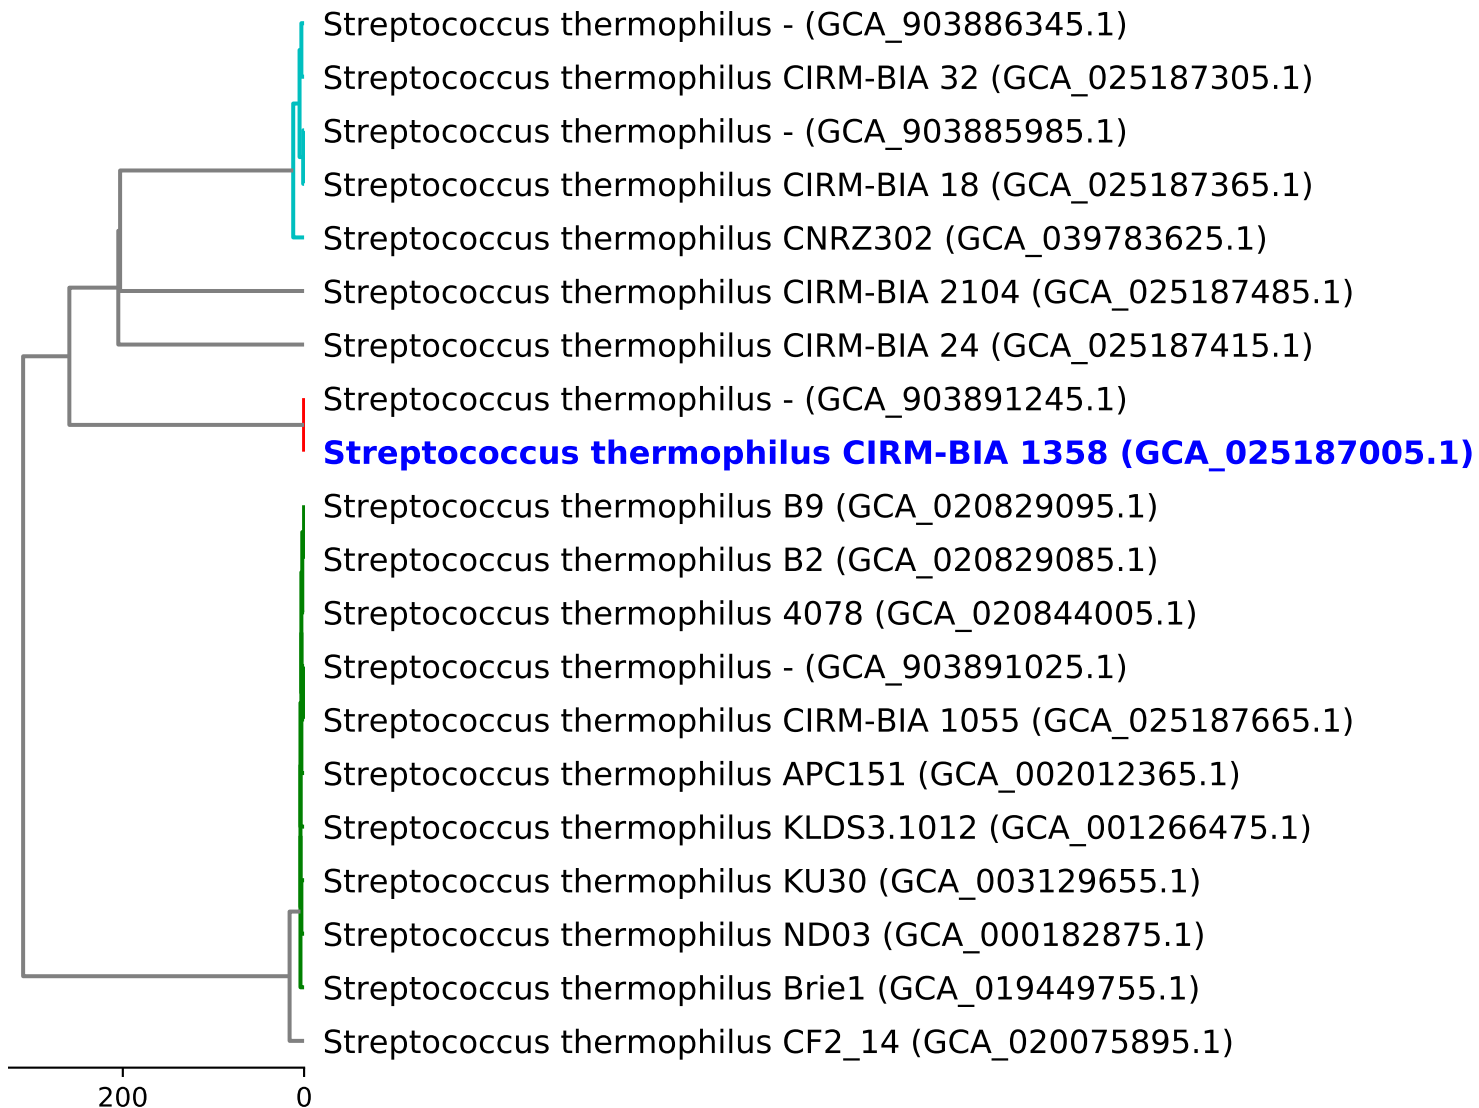 Streptococcus thermophilus - (GCA_903886345.1)
Streptococcus thermophilus CIRM-BIA 32 (GCA_025187305.1)
Streptococcus thermophilus - (GCA_903885985.1)
Streptococcus thermophilus CIRM-BIA 18 (GCA_025187365.1)
Streptococcus thermophilus CNRZ302 (GCA_039783625.1)
Streptococcus thermophilus CIRM-BIA 2104 (GCA_025187485.1)
Streptococcus thermophilus CIRM-BIA 24 (GCA_025187415.1)
Streptococcus thermophilus - (GCA_903891245.1)
Streptococcus thermophilus CIRM-BIA 1358 (GCA_025187005.1)
Streptococcus thermophilus B9 (GCA_020829095.1)
Streptococcus thermophilus B2 (GCA_020829085.1)
Streptococcus thermophilus 4078 (GCA_020844005.1)
Streptococcus thermophilus - (GCA_903891025.1)
Streptococcus thermophilus CIRM-BIA 1055 (GCA_025187665.1)
Streptococcus thermophilus APC151 (GCA_002012365.1)
Streptococcus thermophilus KLDS3.1012 (GCA_001266475.1)
Streptococcus thermophilus KU30 (GCA_003129655.1)
Streptococcus thermophilus ND03 (GCA_000182875.1)
Streptococcus thermophilus Brie1 (GCA_019449755.1)
Streptococcus thermophilus CF2_14 (GCA_020075895.1)
200 0